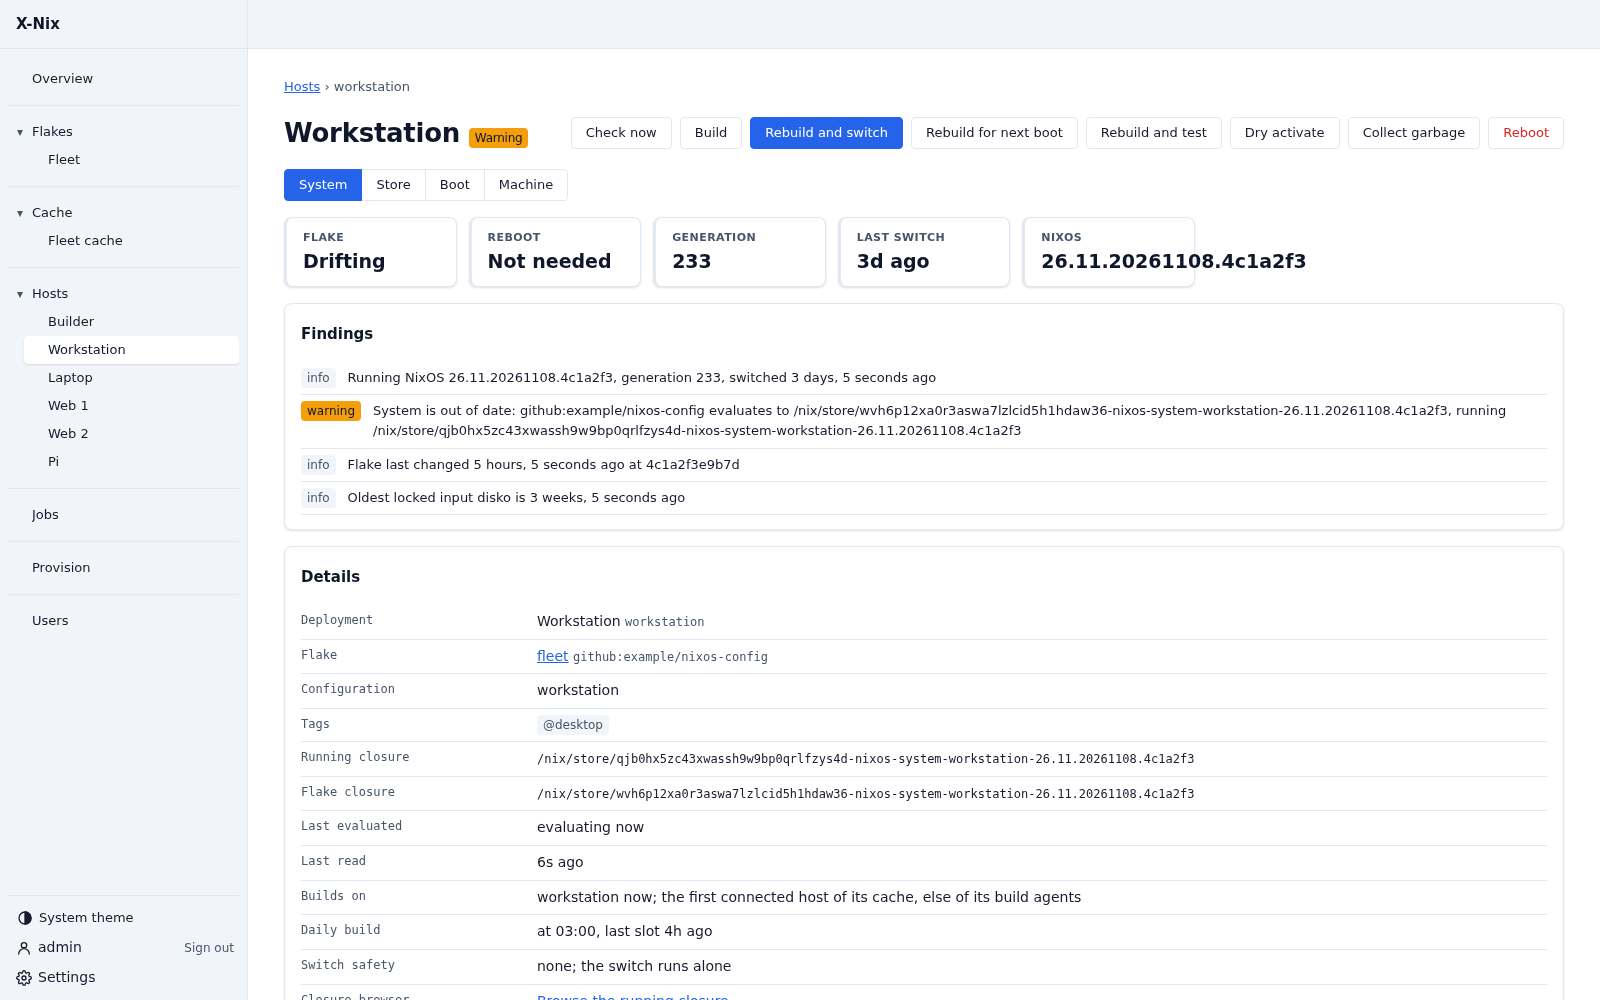 X-Nix
Overview
▾ Flakes
Fleet
▾ Cache
Fleet cache
▾ Hosts
Builder
Workstation
Laptop
Web 1
Web 2
Pi
Jobs
Provision
Users
System theme
admin Sign out
Settings
Hosts › workstation
Workstation Warning
Check now Build Rebuild and switch Rebuild for next boot Rebuild and test Dry activate Collect garbage Reboot
System Store Boot Machine
FLAKE
Drifting
REBOOT
Not needed
GENERATION
233
LAST SWITCH
3d ago
NIXOS
26.11.20261108.4c1a2f3
Findings
info Running NixOS 26.11.20261108.4c1a2f3, generation 233, switched 3 days, 5 seconds ago
warning System is out of date: github:example/nixos-config evaluates to /nix/store/wvh6p12xa0r3aswa7lzlcid5h1hdaw36-nixos-system-workstation-26.11.20261108.4c1a2f3, running
/nix/store/qjb0hx5zc43xwassh9w9bp0qrlfzys4d-nixos-system-workstation-26.11.20261108.4c1a2f3
info Flake last changed 5 hours, 5 seconds ago at 4c1a2f3e9b7d
info Oldest locked input disko is 3 weeks, 5 seconds ago
Details
Deployment Workstation workstation
Flake fleet github:example/nixos-config
Configuration workstation
Tags @desktop
Running closure /nix/store/qjb0hx5zc43xwassh9w9bp0qrlfzys4d-nixos-system-workstation-26.11.20261108.4c1a2f3
Flake closure /nix/store/wvh6p12xa0r3aswa7lzlcid5h1hdaw36-nixos-system-workstation-26.11.20261108.4c1a2f3
Last evaluated evaluating now
Last read 6s ago
Builds on workstation now; the first connected host of its cache, else of its build agents
Daily build at 03:00, last slot 4h ago
Switch safety none; the switch runs alone
Closure browser Browse the running closure